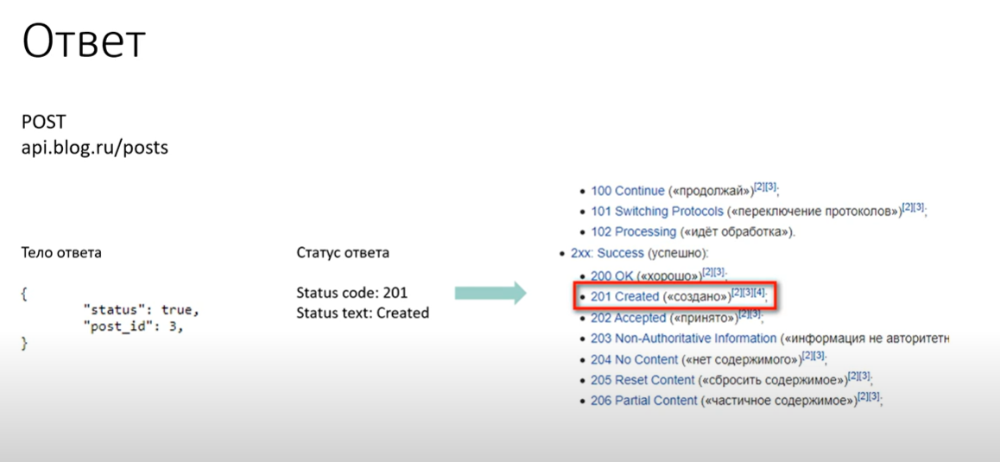 Ответ
POST
api.blog.ru/posts
Тело ответа
{
"status": true,
"post_id": 3,
}
Статус ответа
Status code: 201
Status text: Created
• 100 Continue («продолжай»)[2][3];
• 101 Switching Protocols («переключение протоколов»)[2][3];
• 102 Processing («идёт обработка»).
• 2xx: Success (успешно):
• 200 OK («хорошо»)[2][3];
• 201 Created («создано»)[2][3][4];
• 202 Accepted («принято»)[2][3];
• 203 Non-Authoritative Information («информация не авторитетн
• 204 No Content («нет содержимого»)[2][3];
• 205 Reset Content («сбросить содержимое»)[2][3];
• 206 Partial Content («частичное содержимое»)[2][3];